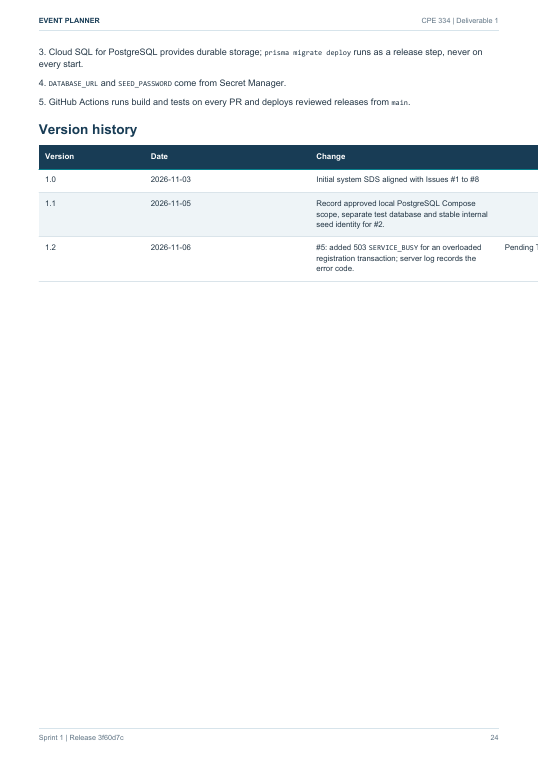 EVENT PLANNER CPE 334 | Deliverable 1
3. Cloud SQL for PostgreSQL provides durable storage; prisma migrate deploy runs as a release step, never on
every start.
4. DATABASE_URL and SEED_PASSWORD come from Secret Manager.
5. GitHub Actions runs build and tests on every PR and deploys reviewed releases from main.
Version history
Version Date Change
1.0 2026-11-03 Initial system SDS aligned with Issues #1 to #8
1.1 2026-11-05 Record approved local PostgreSQL Compose
scope, separate test database and stable internal
seed identity for #2.
1.2 2026-11-06 #5: added 503 SERVICE_BUSY for an overloaded Pending
registration transaction; server log records the
error code.
Sprint 1 | Release 3f60d7c 24